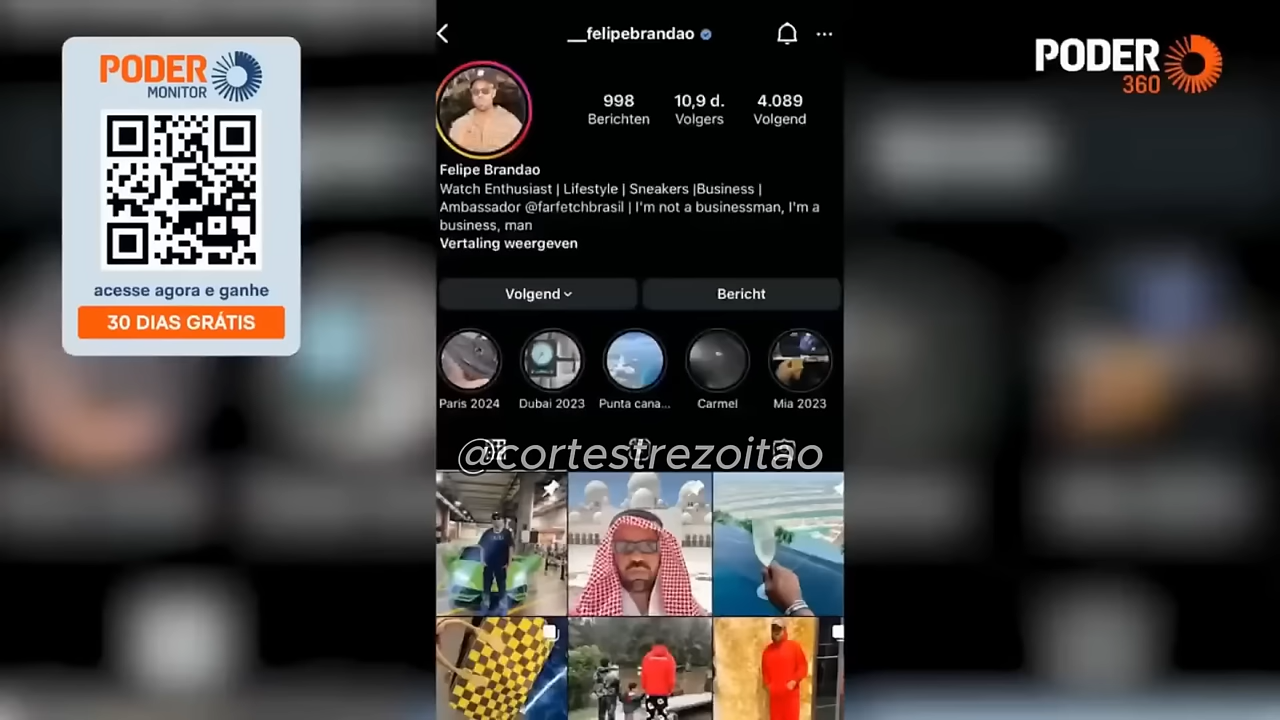 PODER
MONITOR
acesse agora e ganhe
30 DIAS GRÁTIS
__felipebrandao
998
10,9 d.
4.089
Berichten
Volgers
Volgend
Felipe Brandao
Watch Enthusiast | Lifestyle | Sneakers |Business |
Ambassador @farfetchbrasil | I'm not a businessman, I'm a
business, man
Vertaling weergeven
Volgend
Bericht
Paris 2024
Dubai 2023
Punta cana...
Carmel
Mia 2023
@cortestrezoitao
PODER
360